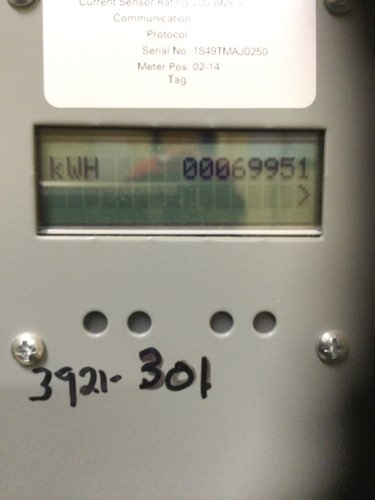 Current Sensor Rating: 200 AMPS
Communication
Protocol
Serial No: 1849TMAJ0250
Meter Pos: 02-14
Tag:
kWH 00069951
>
3921-301